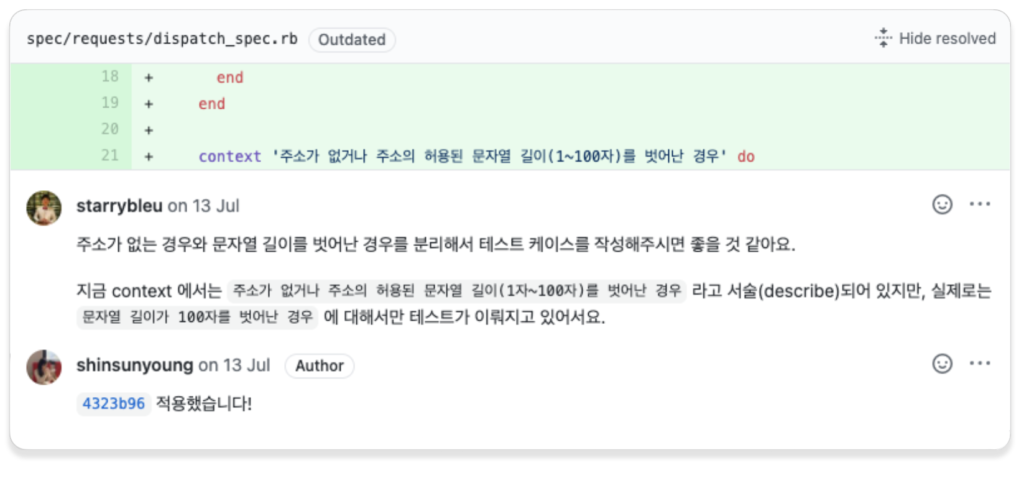 spec/requests/dispatch_spec.rb Outdated Hide resolved
18 + end
19 + end
20 +
21 + context '주소가 없거나 주소의 허용된 문자열 길이(1~100자)를 벗어난 경우' do
starrybleu on 13 Jul
주소가 없는 경우와 문자열 길이를 벗어난 경우를 분리해서 테스트 케이스를 작성해주시면 좋을 것 같아요.
지금 context 에서는 주소가 없거나 주소의 허용된 문자열 길이(1자~100자)를 벗어난 경우 라고 서술(describe)되어 있지만, 실제로는
문자열 길이가 100자를 벗어난 경우 에 대해서만 테스트가 이뤄지고 있어서요.
shinsunyoung on 13 Jul Author
4323b96 적용했습니다!